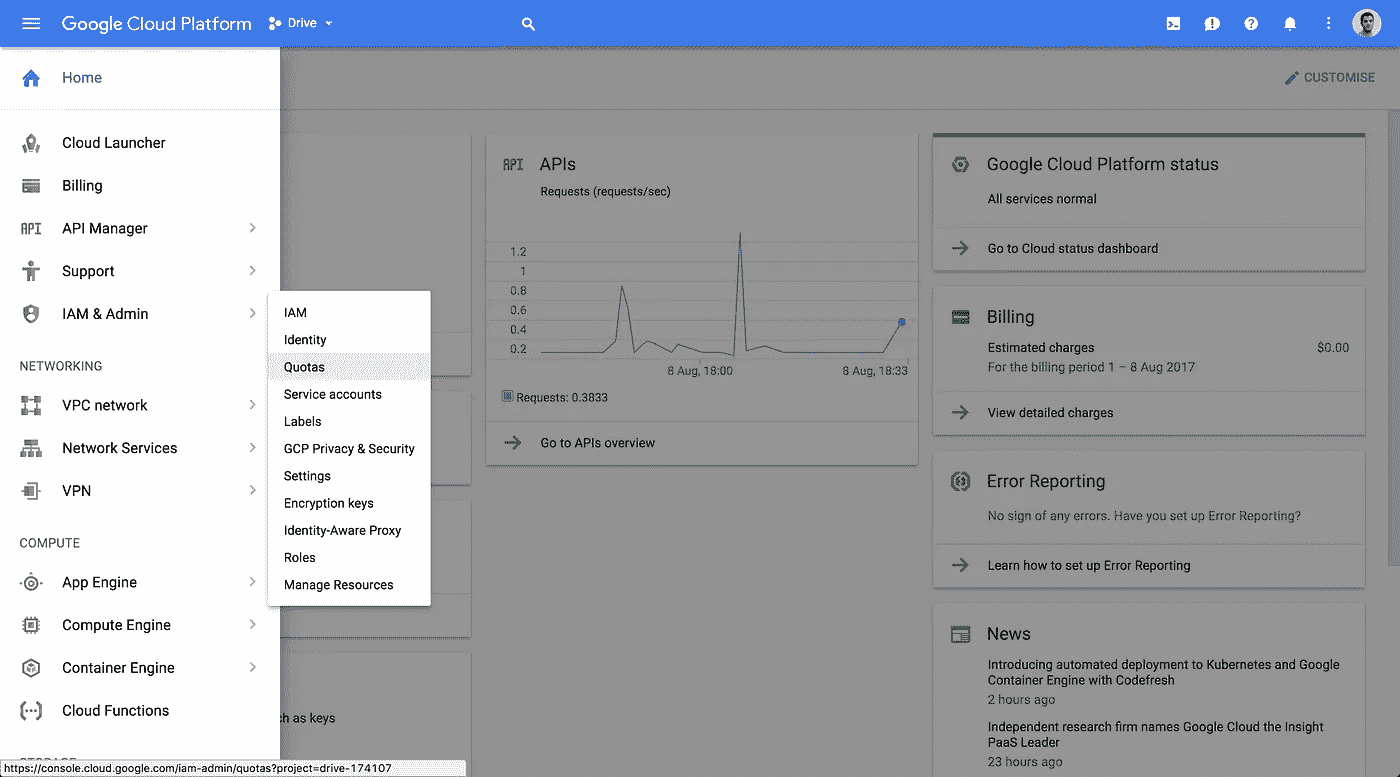 Google Cloud Platform
Drive
Home
CUSTOMISE
Cloud Launcher
Billing
API
API Manager
Support
IAM & Admin
NETWORKING
VPC network
Network Services
VPN
COMPUTE
App Engine
Compute Engine
Container Engine
Cloud Functions
IAM
Identity
Quotas
Service accounts
Labels
GCP Privacy & Security
Settings
Encryption keys
Identity-Aware Proxy
Roles
Manage Resources
ch as keys
API
APIs
Requests (requests/sec)
1.2
1
0.8
0.6
0.4
0.2
8 Aug, 18:00
8 Aug, 18:33
Requests: 0.3833
Go to APIs overview
Google Cloud Platform status
All services normal
Go to Cloud status dashboard
Billing
Estimated charges
$0.00
For the billing period 1 – 8 Aug 2017
View detailed charges
Error Reporting
No sign of any errors. Have you set up Error Reporting?
Learn how to set up Error Reporting
News
Introducing automated deployment to Kubernetes and Google
Container Engine with Codefresh
2 hours ago
Independent research firm names Google Cloud the Insight
PaaS Leader
23 hours ago
https://console.cloud.google.com/iam-admin/quotas?project=drive-174107